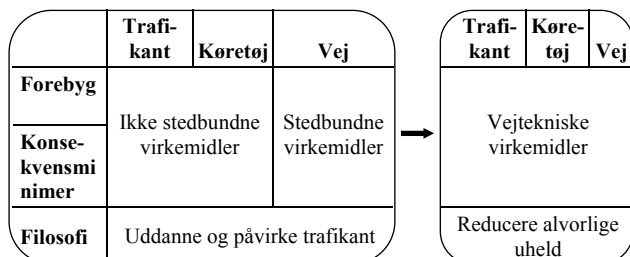 Trafi-
kant
Køretøj
Vej
Forebyg
Konse-
kvensmi
nimer
Ikke stedbundne
virkemidler
Stedbundne
virkemidler
Filosofi
Uddanne og påvirke trafikant
Trafi-
kant
Køre-
tøj
Vej
Vejtekniske
virkemidler
Reducere alvorlige
uheld